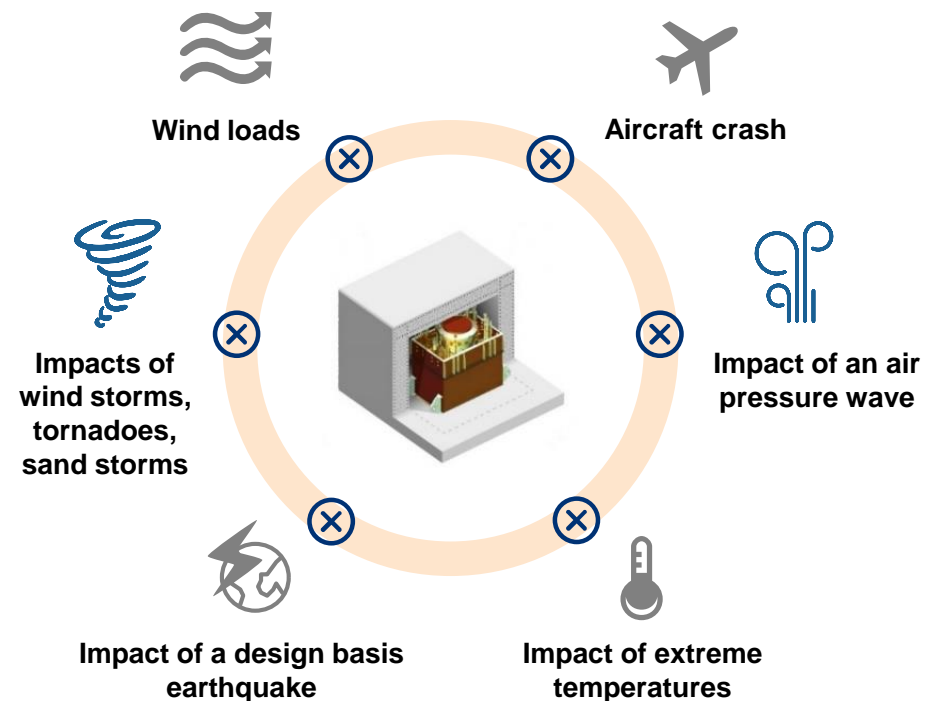 Wind loads
Aircraft crash
Impacts of
wind storms,
tornadoes,
sand storms
Impact of an air
pressure wave
Impact of a design basis
earthquake
Impact of extreme
temperatures